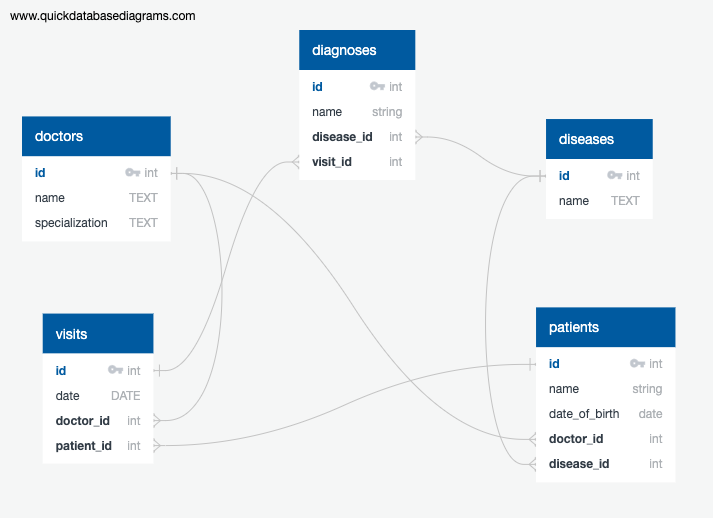 www.quickdatabasediagrams.com
diagnoses
id int
name string
disease_id int
visit_id int
doctors
id int
name TEXT
specialization TEXT
diseases
id int
name TEXT
visits
id int
date DATE
doctor_id int
patient_id int
patients
id int
name string
date_of_birth date
doctor_id int
disease_id int